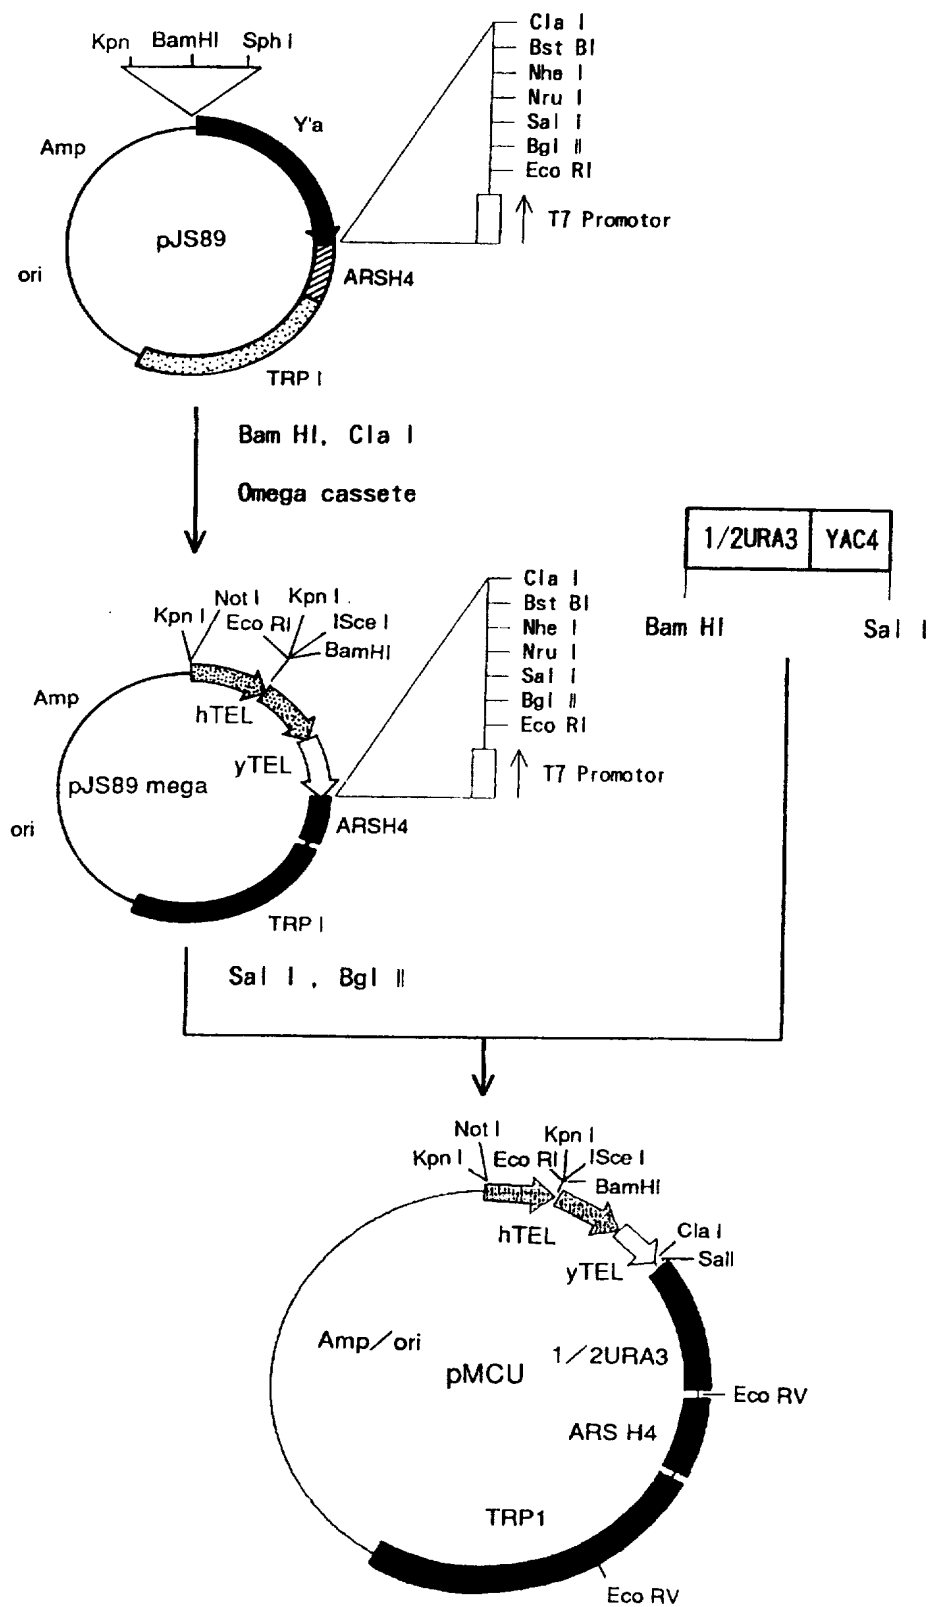 Kpn BamHI Sph I
Cla I
Bst BI
Nhe I
Nru I
Sal I
Bgl II
Eco RI
T7 Promotor
Y'a
Amp
pJS89
ori
ARSH4
TRP I
Bam HI, Cla I
Omega cassete
1/2URA3 YAC4
Bam HI Sal I
Kpn I Not I Eco RI Kpn I.
ISce I
BamHI
Cla I
Bst BI
Nhe I
Nru I
Sal I
Bgl II
Eco RI
T7 Promotor
Amp
hTEL
yTEL
pJS89 mega
ori
ARSH4
TRP I
Sal I, Bgl II
Not I Kpn I
Kpn I Eco RI ISce I
BamHI
hTEL
Cla I
SalI
yTEL
Amp/ori
1/2URA3
pMCU
Eco RV
ARS H4
TRP1
Eco RV